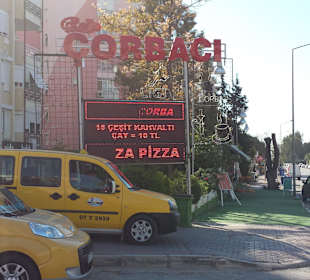 ÇORBACI
ÇORBA
15 ÇEŞİT KAHVALTI
ÇAY = 10 TL
ZA PİZZA